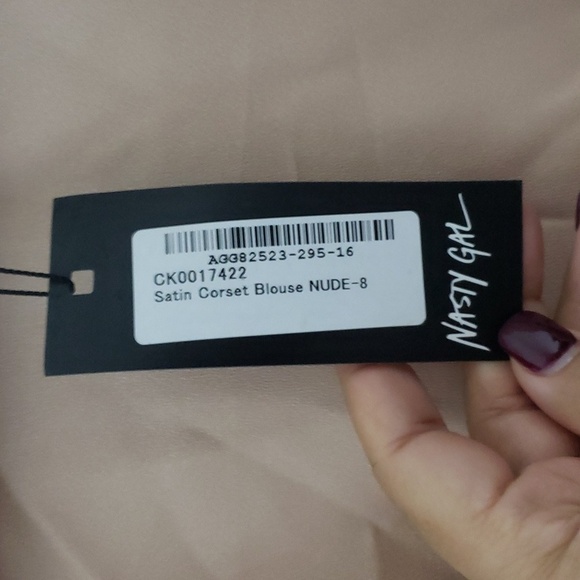 AGG82523-295-16
CK0017422
Satin Corset Blouse NUDE-8
NASTY GAL